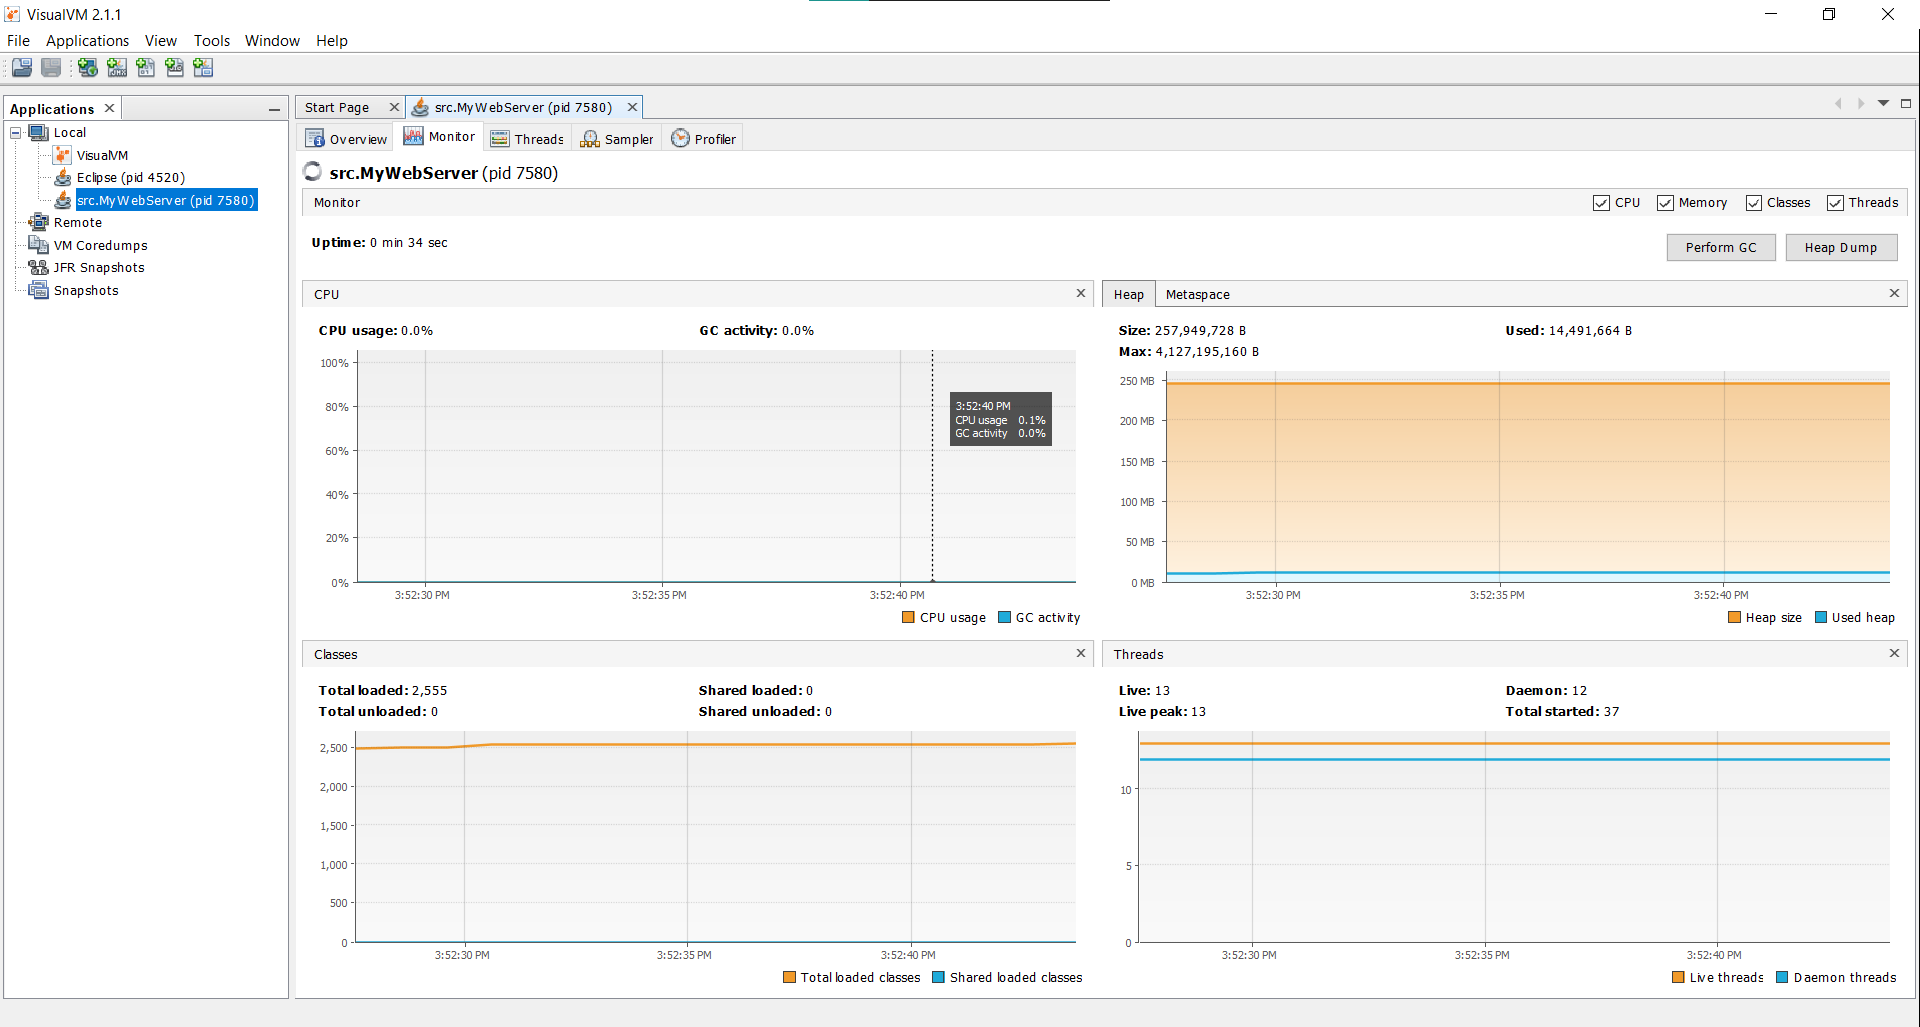 VisualVM 2.1.1
File Applications View Tools Window Help
Applications
Local
VisualVM
Eclipse (pid 4520)
src.MyWebServer (pid 7580)
Remote
VM Coredumps
JFR Snapshots
Snapshots
Start Page src.MyWebServer (pid 7580)
Overview Monitor Threads Sampler Profiler
src.MyWebServer (pid 7580)
Monitor CPU Memory Classes Threads
Uptime: 0 min 34 sec
Perform GC Heap Dump
CPU
CPU usage: 0.0% GC activity: 0.0%
100%
80%
60%
40%
20%
0%
3:52:40 PM
CPU usage 0.1%
GC activity 0.0%
3:52:30 PM 3:52:35 PM 3:52:40 PM
CPU usage GC activity
Heap Metaspace
Size: 257,949,728 B Used: 14,491,664 B
Max: 4,127,195,160 B
250 MB
200 MB
150 MB
100 MB
50 MB
0 MB
3:52:30 PM 3:52:35 PM 3:52:40 PM
Heap size Used heap
Classes
Total loaded: 2,555 Shared loaded: 0
Total unloaded: 0 Shared unloaded: 0
2,500
2,000
1,500
1,000
500
0
3:52:30 PM 3:52:35 PM 3:52:40 PM
Total loaded classes Shared loaded classes
Threads
Live: 13 Daemon: 12
Live peak: 13 Total started: 37
10
5
0
3:52:30 PM 3:52:35 PM 3:52:40 PM
Live threads Daemon threads